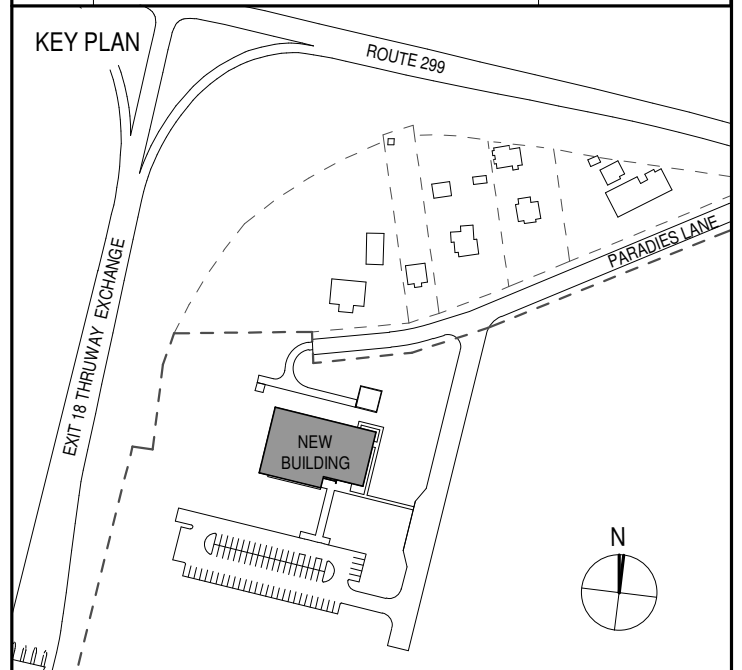 KEY PLAN
ROUTE 299
PARADIES LANE
EXIT 18 THRUWAY EXCHANGE
NEW
BUILDING
N